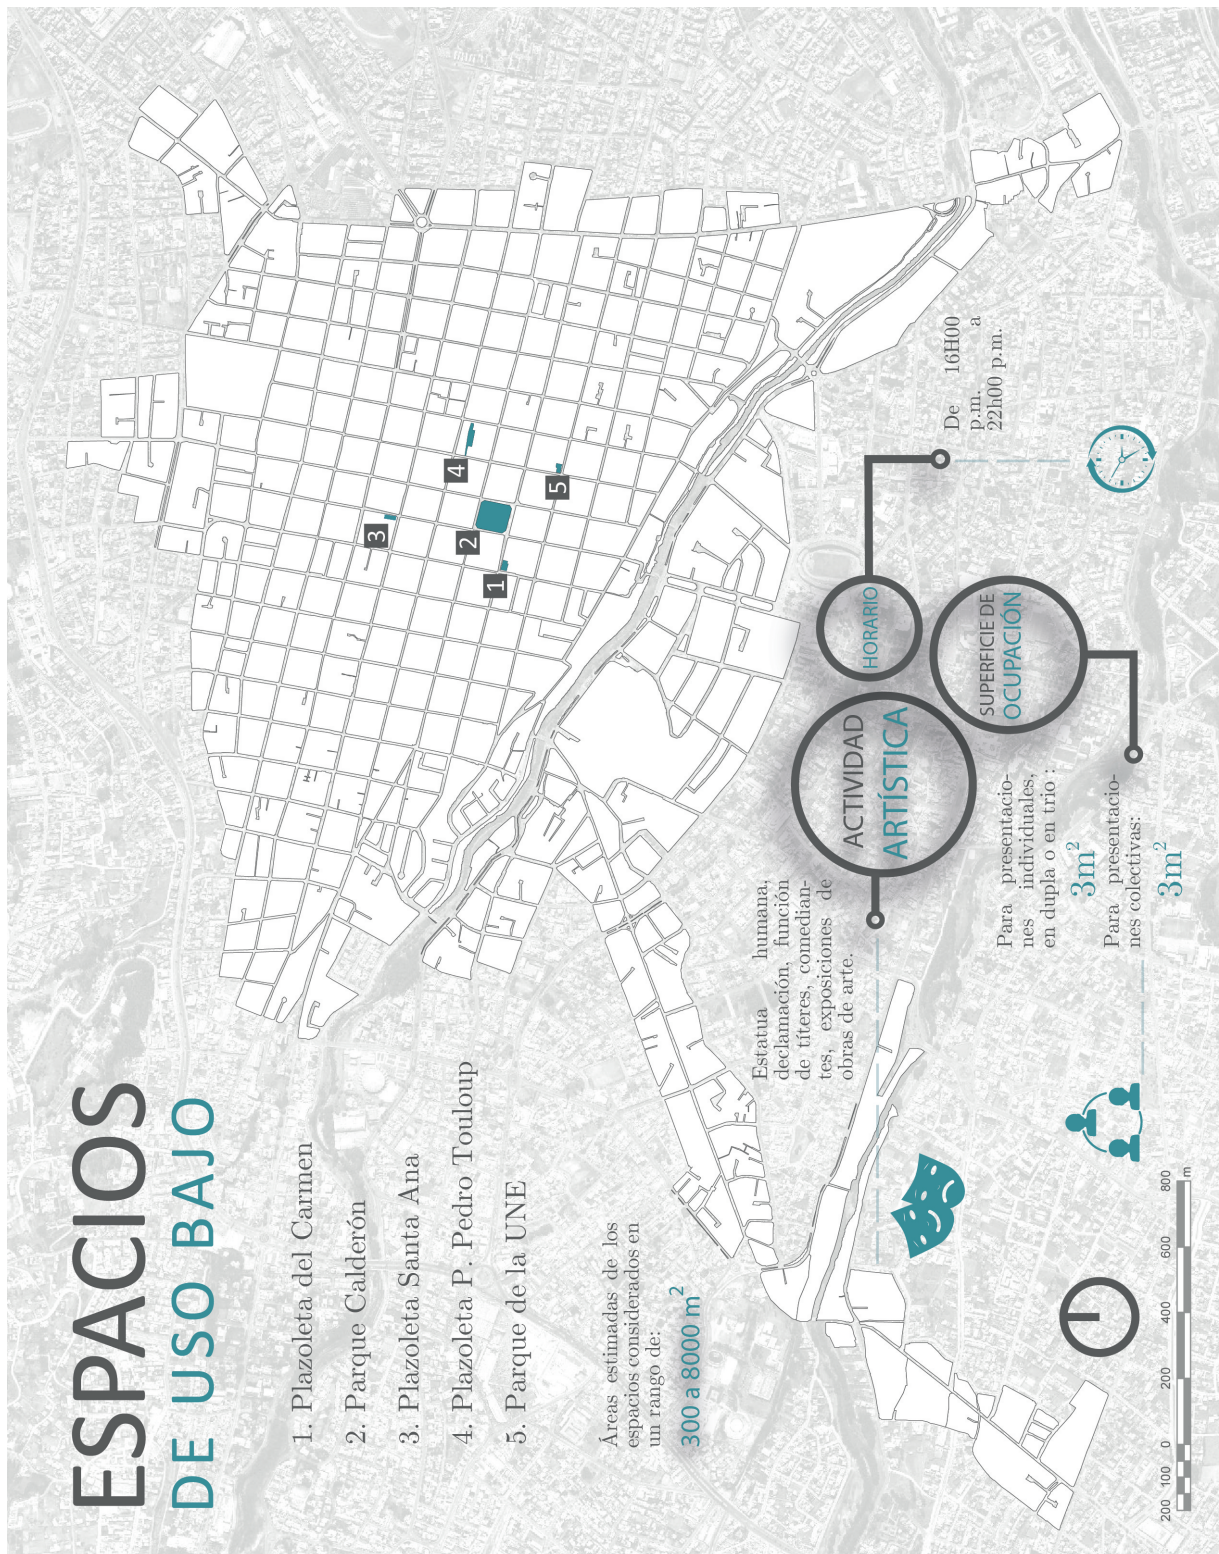 ESPACIOS
DE USO BAJO
1. Plazoleta del Carmen
2. Parque Calderón
3. Plazoleta Santa Ana
4. Plazoleta P. Pedro Touloup
5. Parque de la UNE
Áreas estimadas de los
espacios considerados en
un rango de:
300 a 8000 m²
1
2
3
4
5
ACTIVIDAD
ARTÍSTICA
Estatua humana,
declamación, función
de títeres, comedian-
tes, exposiciones de
obras de arte.
HORARIO
De 16H00
p.m. a
22h00 p.m.
SUPERFICIE DE
OCUPACIÓN
Para presentacio-
nes individuales,
en dupla o en trio :
3m²
Para presentacio-
nes colectivas:
3m²
200 100 0 200 400 600 800
m